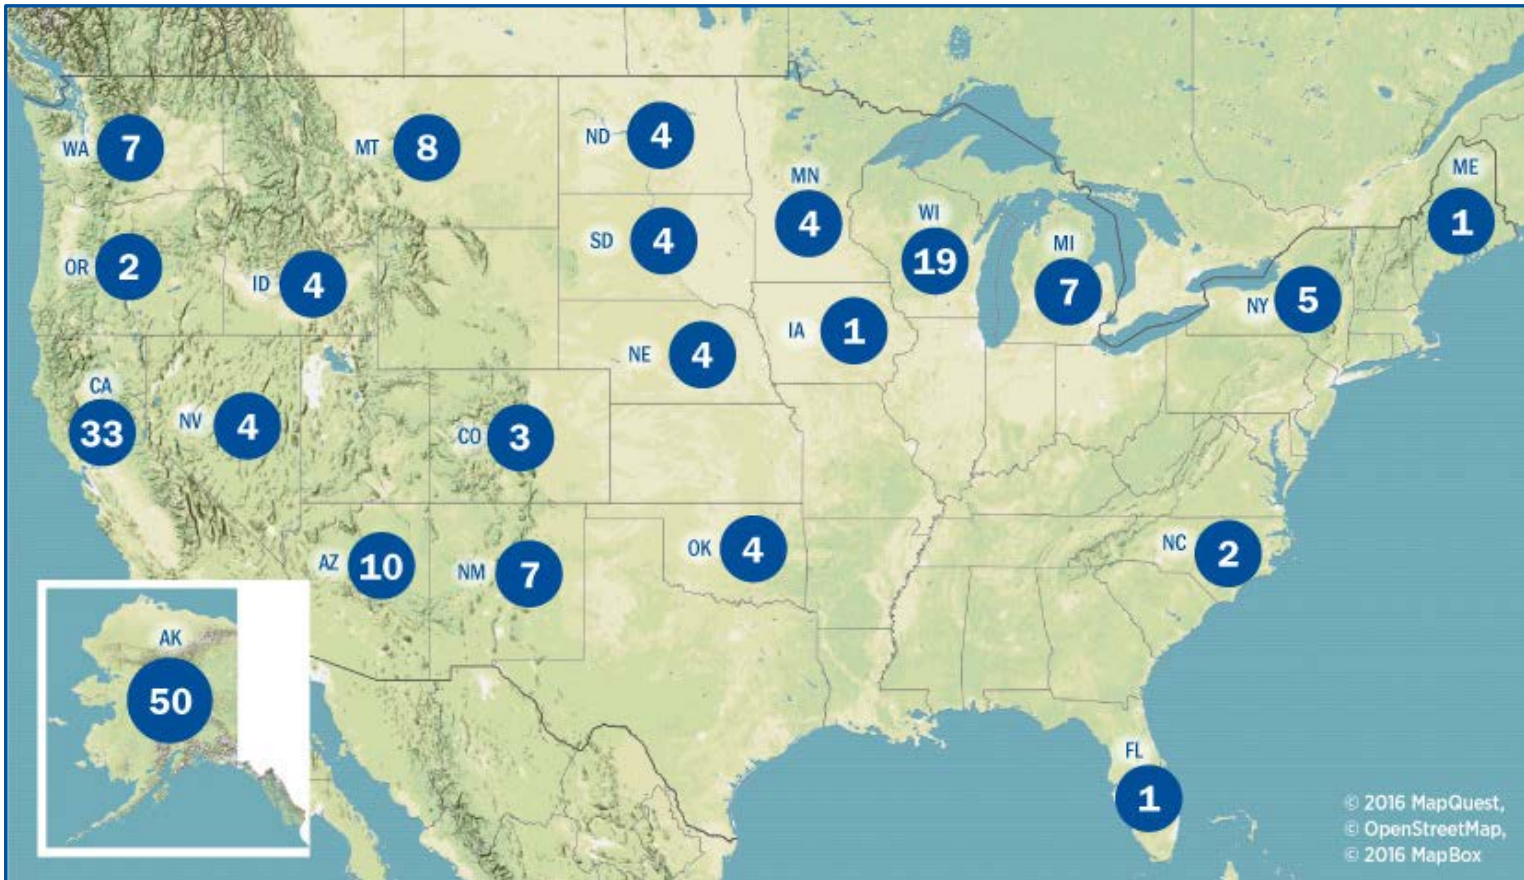 WA 7
MT 8
ND 4
MN
4
WI
19
MI
7
ME
1
OR 2
ID 4
SD 4
NE 4
IA 1
NY 5
CA
33
NV 4
CO 3
AZ 10
NM 7
OK 4
NC 2
AK
50
FL
1
© 2016 MapQuest,
© OpenStreetMap,
© 2016 MapBox